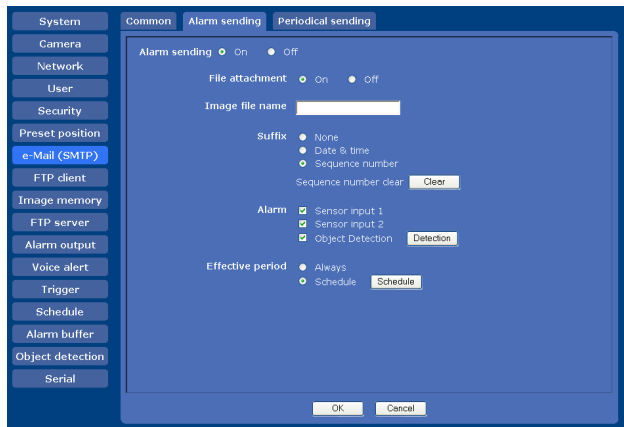 System
Camera
Network
User
Security
Preset position
e-Mail (SMTP)
FTP client
Image memory
FTP server
Alarm output
Voice alert
Trigger
Schedule
Alarm buffer
Object detection
Serial
Common Alarm sending Periodical sending
Alarm sending On Off
File attachment On Off
Image file name
Suffix None
Date & time
Sequence number
Sequence number clear Clear
Alarm Sensor input 1
Sensor input 2
Object Detection Detection
Effective period Always
Schedule Schedule
OK Cancel